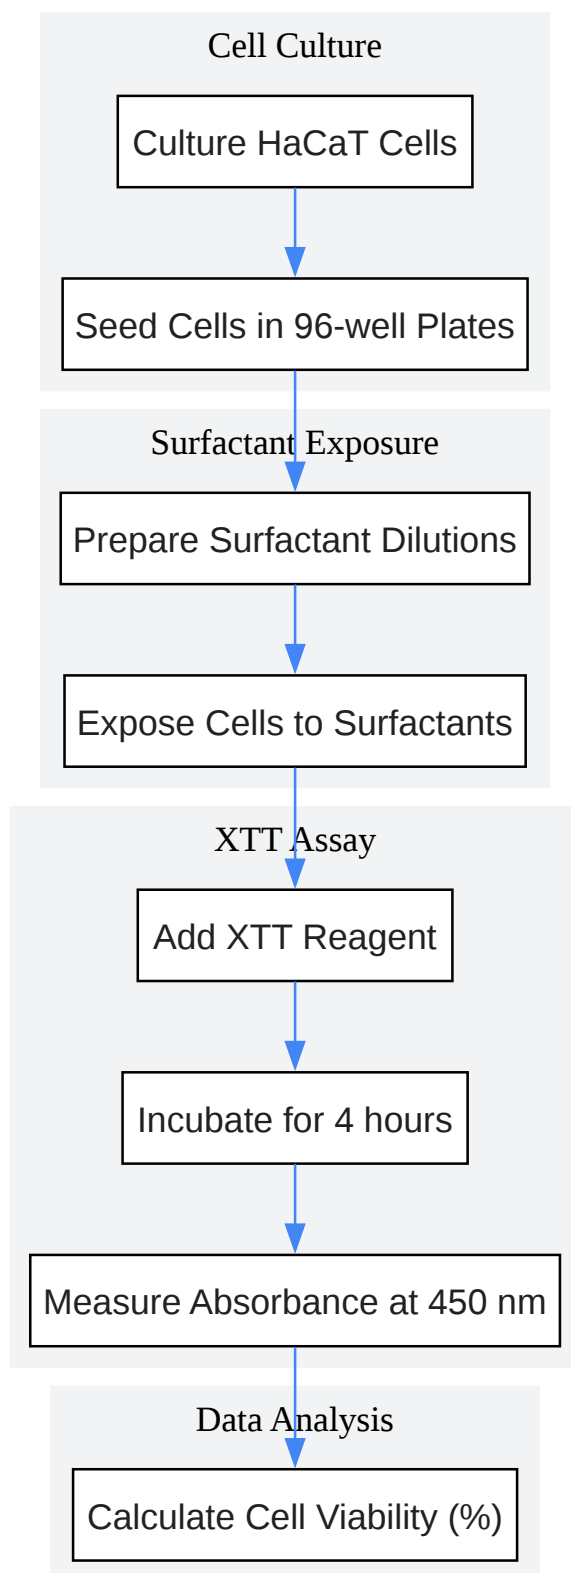 Cell Culture
Culture HaCaT Cells
Seed Cells in 96-well Plates
Surfactant Exposure
Prepare Surfactant Dilutions
Expose Cells to Surfactants
XTT Assay
Add XTT Reagent
Incubate for 4 hours
Measure Absorbance at 450 nm
Data Analysis
Calculate Cell Viability (%)